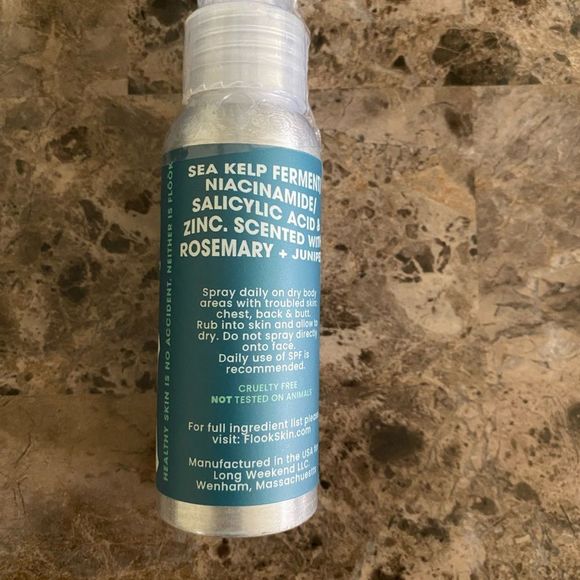 SEA KELP FERMENT
NIACINAMIDE/
SALICYLIC ACID &
ZINC. SCENTED WITH
ROSEMARY + JUNIPE
Spray daily on dry body
areas with troubled skin:
chest, back & butt.
Rub into skin and allow to
dry. Do not spray directly
onto face.
Daily use of SPF is
recommended.
CRUELTY FREE
NOT TESTED ON ANIMALS
For full ingredient list please
visit: FlookSkin.com
Manufactured in the USA for
Long Weekend LLC.
Wenham, Massachusetts
HEALTHY SKIN IS NO ACCIDENT. NEITHER IS FLOOK